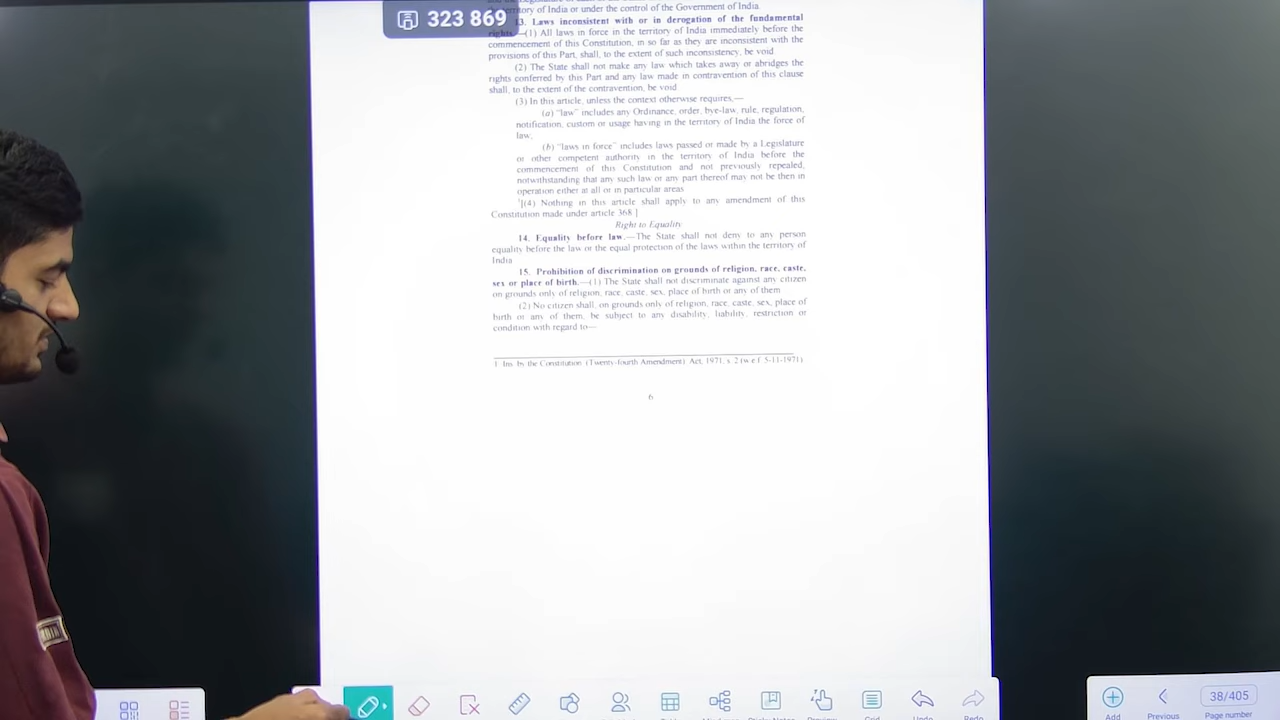 ritory of India or under the control of the Government of India.
323 869
3. Laws inconsistent with or in derogation of the fundamental
rights.—(1) All laws in force in the territory of India immediately before the
commencement of this Constitution, in so far as they are inconsistent with the
provisions of this Part, shall, to the extent of such inconsistency, be void.
(2) The State shall not make any law which takes away or abridges the
rights conferred by this Part and any law made in contravention of this clause
shall, to the extent of the contravention, be void.
(3) In this article, unless the context otherwise requires,—
(a) “law” includes any Ordinance, order, bye-law, rule, regulation,
notification, custom or usage having in the territory of India the force of
law;
(b) “laws in force” includes laws passed or made by a Legislature
or other competent authority in the territory of India before the
commencement of this Constitution and not previously repealed,
notwithstanding that any such law or any part thereof may not be then in
operation either at all or in particular areas.
¹[(4) Nothing in this article shall apply to any amendment of this
Constitution made under article 368.]
Right to Equality
14. Equality before law.—The State shall not deny to any person
equality before the law or the equal protection of the laws within the territory of
India.
15. Prohibition of discrimination on grounds of religion, race, caste,
sex or place of birth.—(1) The State shall not discriminate against any citizen
on grounds only of religion, race, caste, sex, place of birth or any of them.
(2) No citizen shall, on grounds only of religion, race, caste, sex, place of
birth or any of them, be subject to any disability, liability, restriction or
condition with regard to—
1. Ins. by the Constitution (Twenty-fourth Amendment) Act, 1971, s. 2 (w.e.f. 5-11-1971).
6
38/405
Add
Previous
Page number
Grid
Undo
Redo